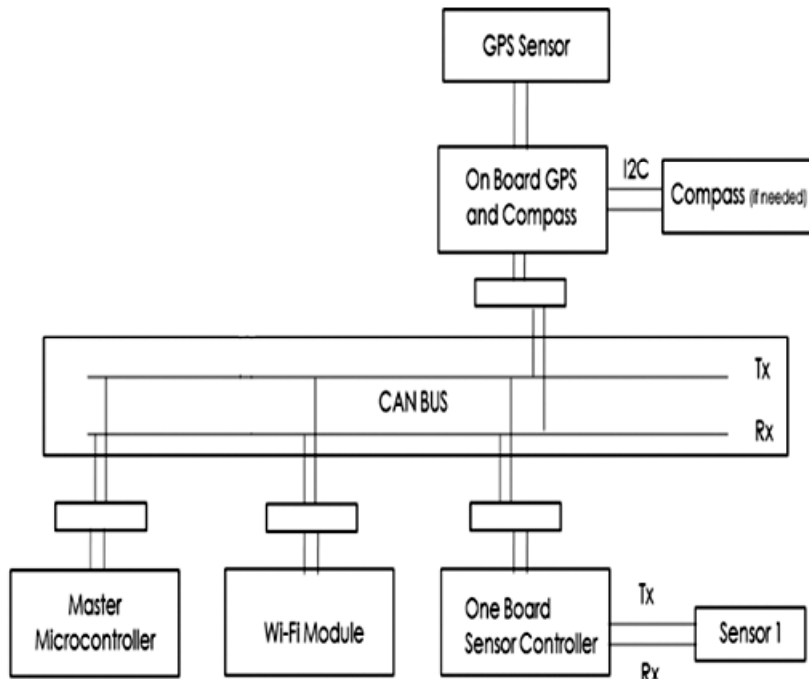 GPS Sensor
On Board GPS
and Compass
I2C
Compass (if needed)
Tx
CAN BUS
Rx
Master
Microcontroller
Wi-Fi Module
One Board
Sensor Controller
Tx
Sensor 1
Rx